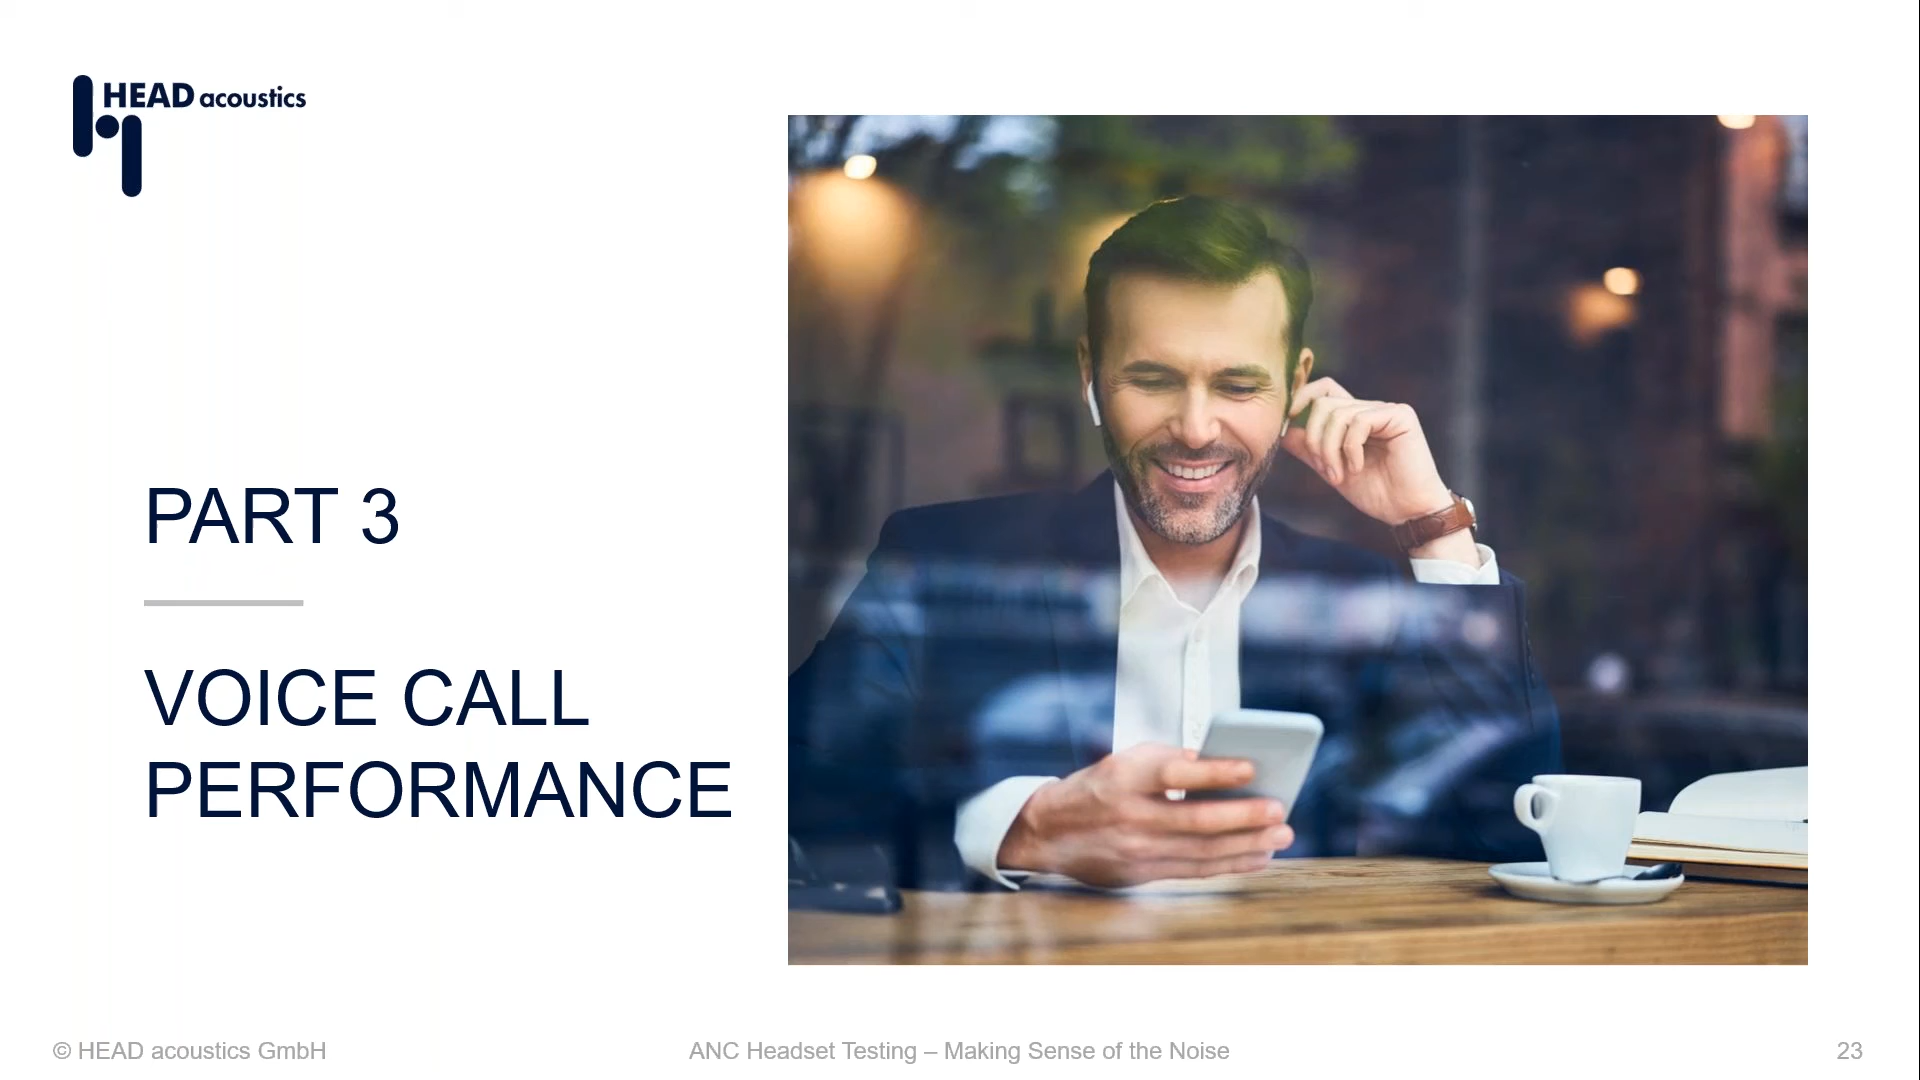 HEAD acoustics
PART 3
VOICE CALL
PERFORMANCE
© HEAD acoustics GmbH
ANC Headset Testing – Making Sense of the Noise
23